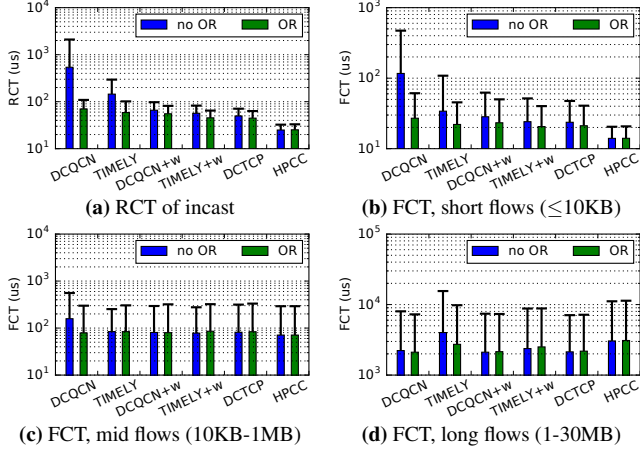 no OR OR
RCT (us)
10^4
10^3
10^2
10^1
DCQCN TIMELY DCQCN+w TIMELY+w DCTCP HPCC
(a) RCT of incast
no OR OR
FCT (us)
10^3
10^2
10^1
DCQCN TIMELY DCQCN+w TIMELY+w DCTCP HPCC
(b) FCT, short flows (≤10KB)
no OR OR
FCT (us)
10^4
10^3
10^2
10^1
DCQCN TIMELY DCQCN+w TIMELY+w DCTCP HPCC
(c) FCT, mid flows (10KB-1MB)
no OR OR
FCT (us)
10^5
10^4
10^3
DCQCN TIMELY DCQCN+w TIMELY+w DCTCP HPCC
(d) FCT, long flows (1-30MB)